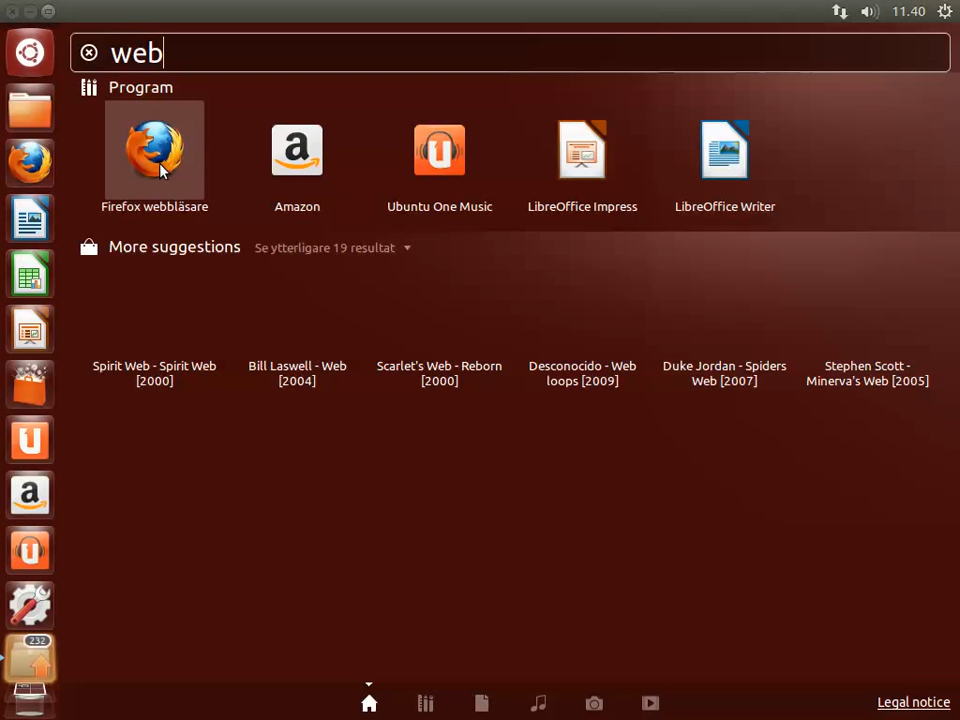 11.40
web
Program
Firefox webbläsare
Amazon
Ubuntu One Music
LibreOffice Impress
LibreOffice Writer
More suggestions
Se ytterligare 19 resultat
Spirit Web - Spirit Web
[2000]
Bill Laswell - Web
[2004]
Scarlet's Web - Reborn
[2000]
Desconocido - Web
loops [2009]
Duke Jordan - Spiders
Web [2007]
Stephen Scott -
Minerva's Web [2005]
232
Legal notice